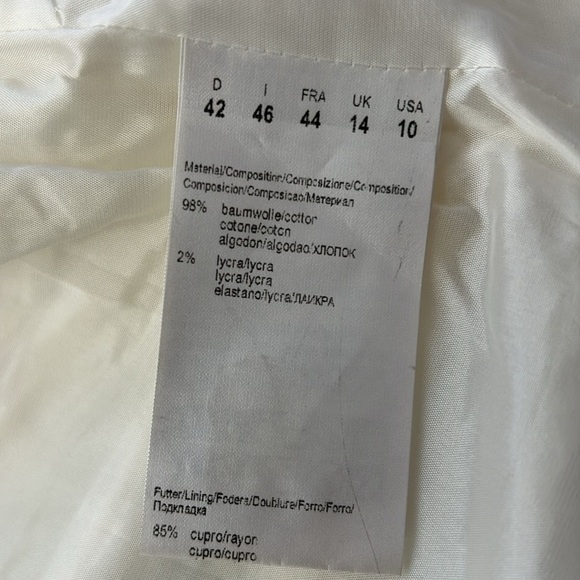 D I FRA UK USA
42 46 44 14 10
Material/Composition/Composizione/Composition/
Composicion/Composicao/Материал
98% baumwolle/cotton
cotone/coton
algodon/algodao/ХЛОПОК
2% lycra/lycra
lycra/lycra
elastano/lycra/ЛАЙКРА
Futter/Lining/Fodera/Doublure/Forro/Forro/
Подкладка
85% cupro/rayon
cupro/cupro